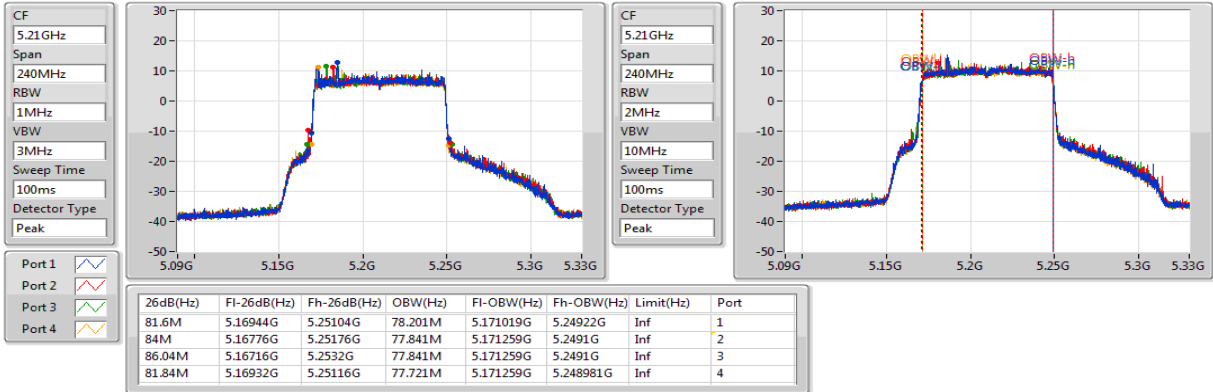 CF
5.21GHz
Span
240MHz
RBW
1MHz
VBW
3MHz
Sweep Time
100ms
Detector Type
Peak
30
20
10
0
-10
-20
-30
-40
-50
5.09G 5.15G 5.2G 5.25G 5.3G 5.33G
CF
5.21GHz
Span
240MHz
RBW
2MHz
VBW
10MHz
Sweep Time
100ms
Detector Type
Peak
30
20
10
0
-10
-20
-30
-40
-50
OBW-h
5.09G 5.15G 5.2G 5.25G 5.3G 5.33G
Port 1
Port 2
Port 3
Port 4
26dB(Hz) Fl-26dB(Hz) Fh-26dB(Hz) OBW(Hz) Fl-OBW(Hz) Fh-OBW(Hz) Limit(Hz) Port
81.6M 5.16944G 5.25104G 78.201M 5.171019G 5.24922G Inf 1
84M 5.16776G 5.25176G 77.841M 5.171259G 5.2491G Inf 2
86.04M 5.16716G 5.2532G 77.841M 5.171259G 5.2491G Inf 3
81.84M 5.16932G 5.25116G 77.721M 5.171259G 5.248981G Inf 4